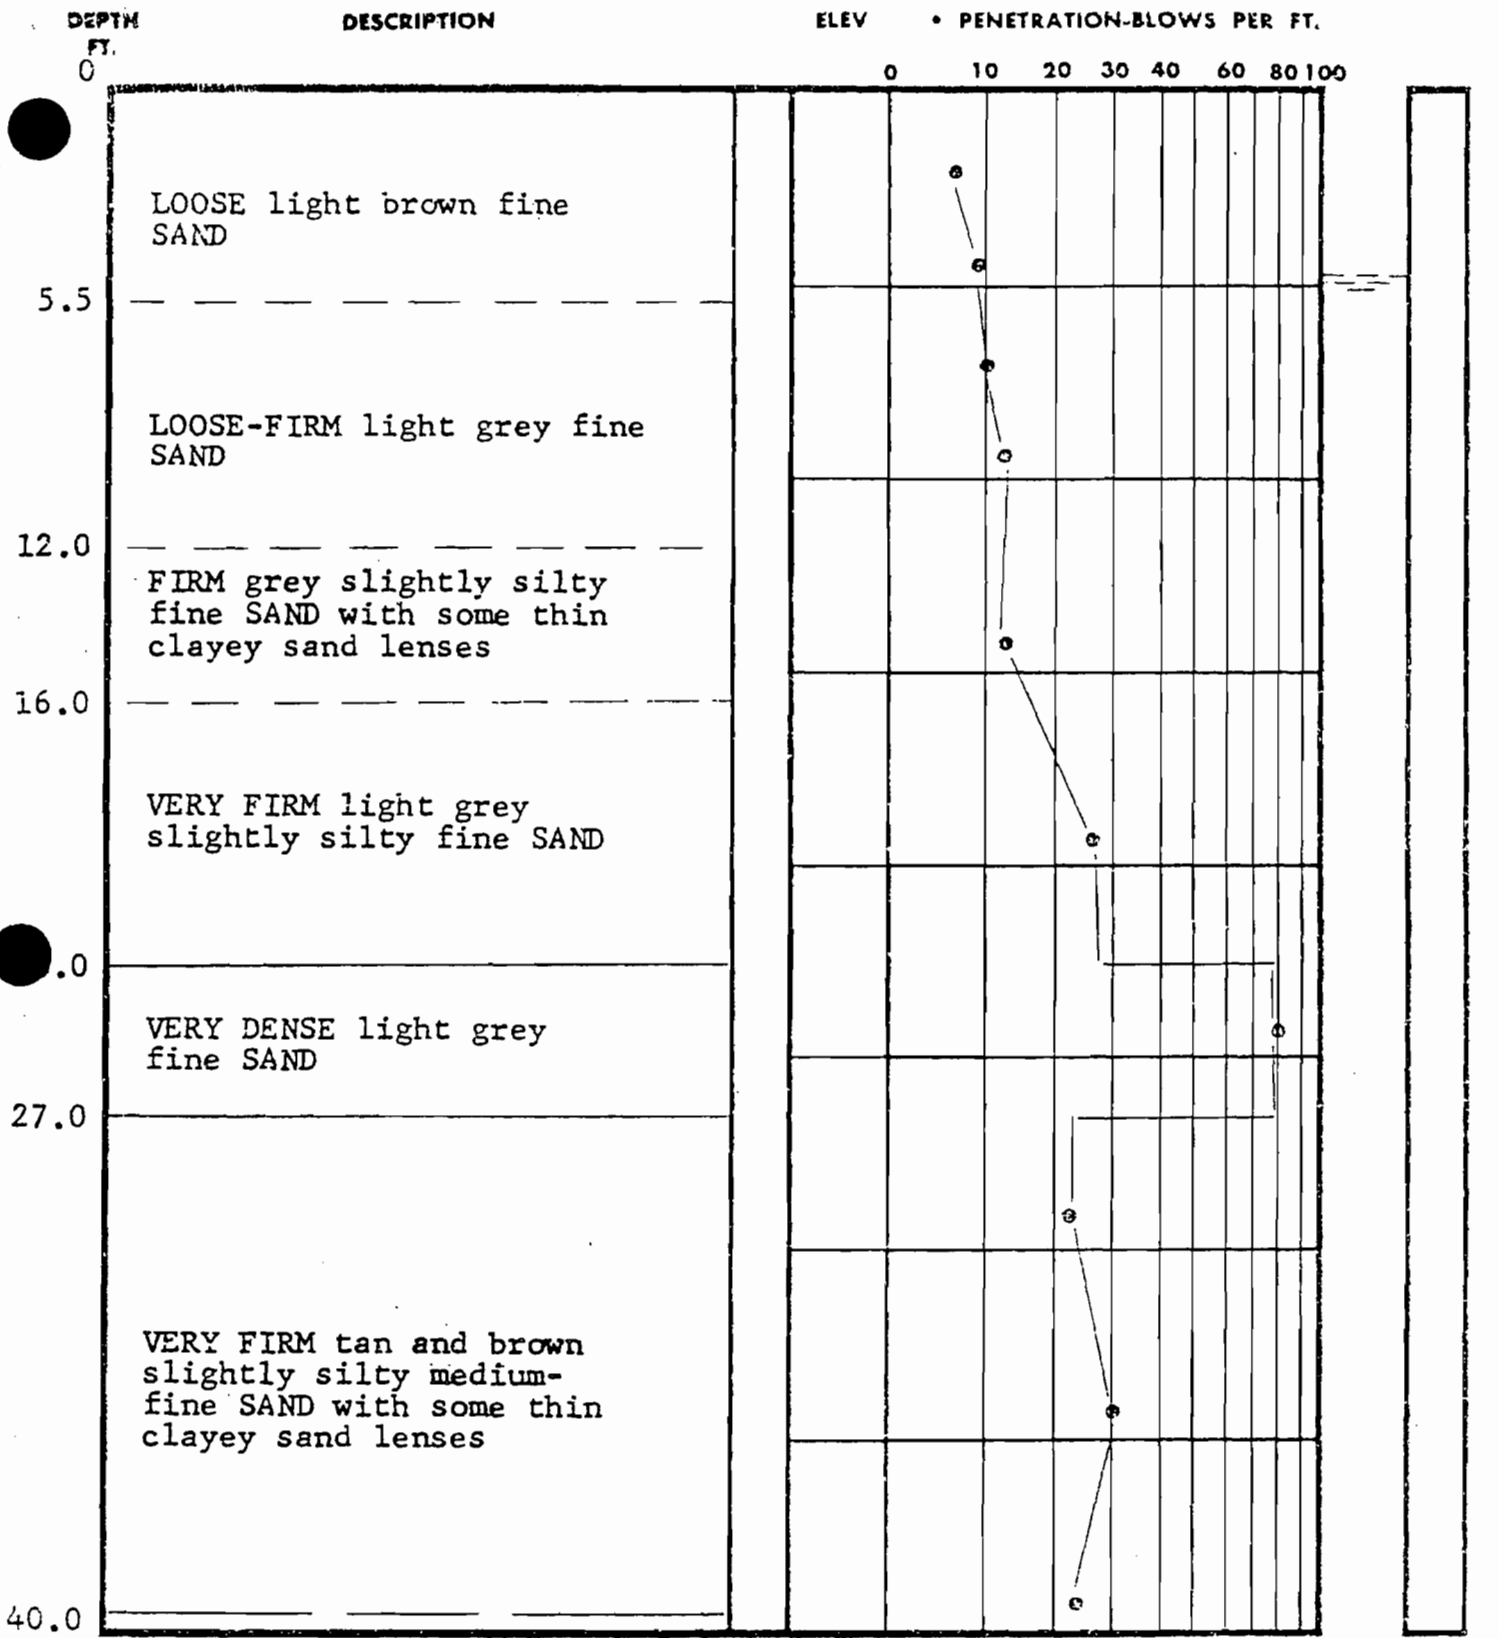 DEPTH DESCRIPTION ELEV • PENETRATION-BLOWS PER FT.
FT.
0 0 10 20 30 40 60 80 100
LOOSE light brown fine
SAND
5.5
LOOSE-FIRM light grey fine
SAND
12.0
FIRM grey slightly silty
fine SAND with some thin
clayey sand lenses
16.0
VERY FIRM light grey
slightly silty fine SAND
.0
VERY DENSE light grey
fine SAND
27.0
VERY FIRM tan and brown
slightly silty medium-
fine SAND with some thin
clayey sand lenses
40.0